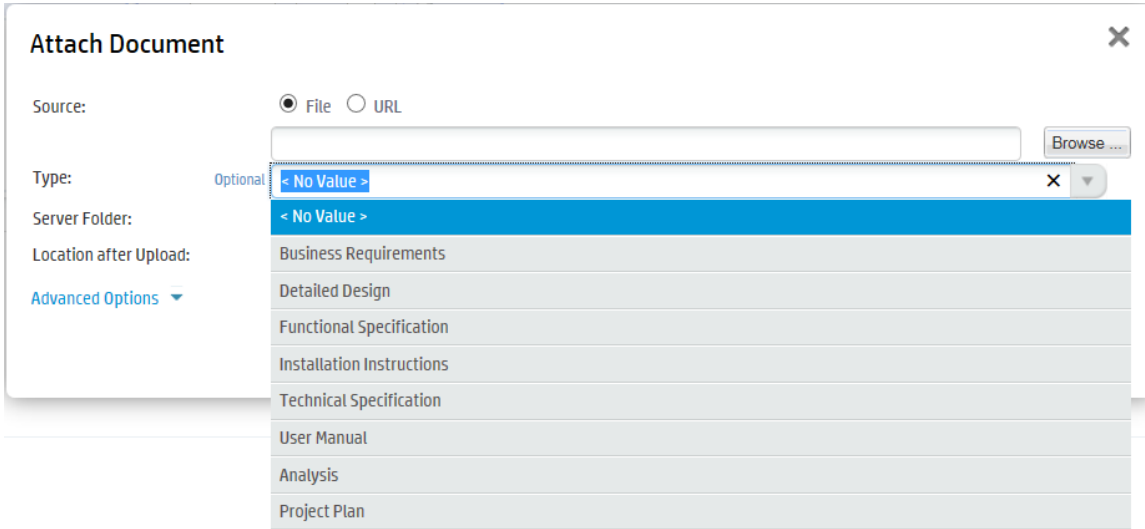 Attach Document
Source: File URL
Browse ...
Type: Optional < No Value >
Server Folder: < No Value >
Location after Upload: Business Requirements
Advanced Options Detailed Design
Functional Specification
Installation Instructions
Technical Specification
User Manual
Analysis
Project Plan